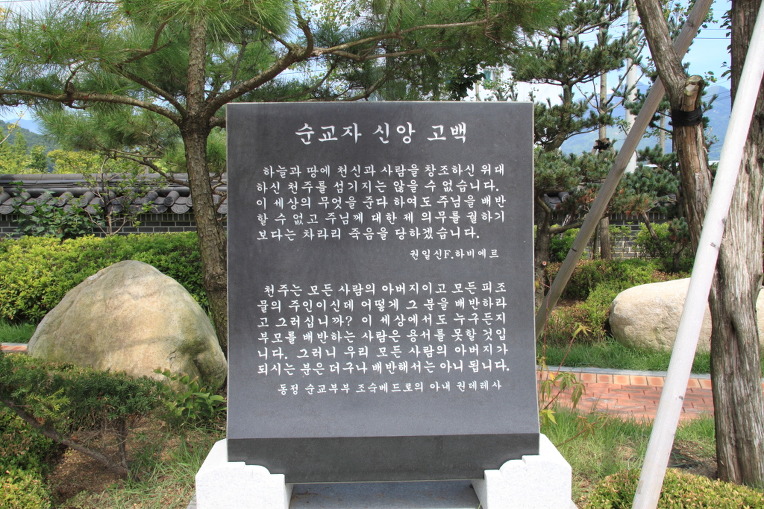 순교자 신앙 고백
하늘과 땅에 천신과 사람을 창조하신 위대
하신 천주를 섬기지는 않을 수 없습니다.
이 세상의 무엇을 준다 하여도 주님을 배반
할 수 없고 주님께 대한 제 의무를 궐하기
보다는 차라리 죽음을 당하겠습니다.
권일신F.하비에르
천주는 모든 사람의 아버지이고 모든 피조
물의 주인이신데 어떻게 그 분을 배반하라
고 그러십니까? 이 세상에서도 누구든지
부모를 배반하는 사람은 용서를 못할 것입
니다. 그러니 우리 모든 사람의 아버지가
되시는 분은 더구나 배반해서는 아니 됩니다.
동정 순교부부 조숙베드로의 아내 권데레사